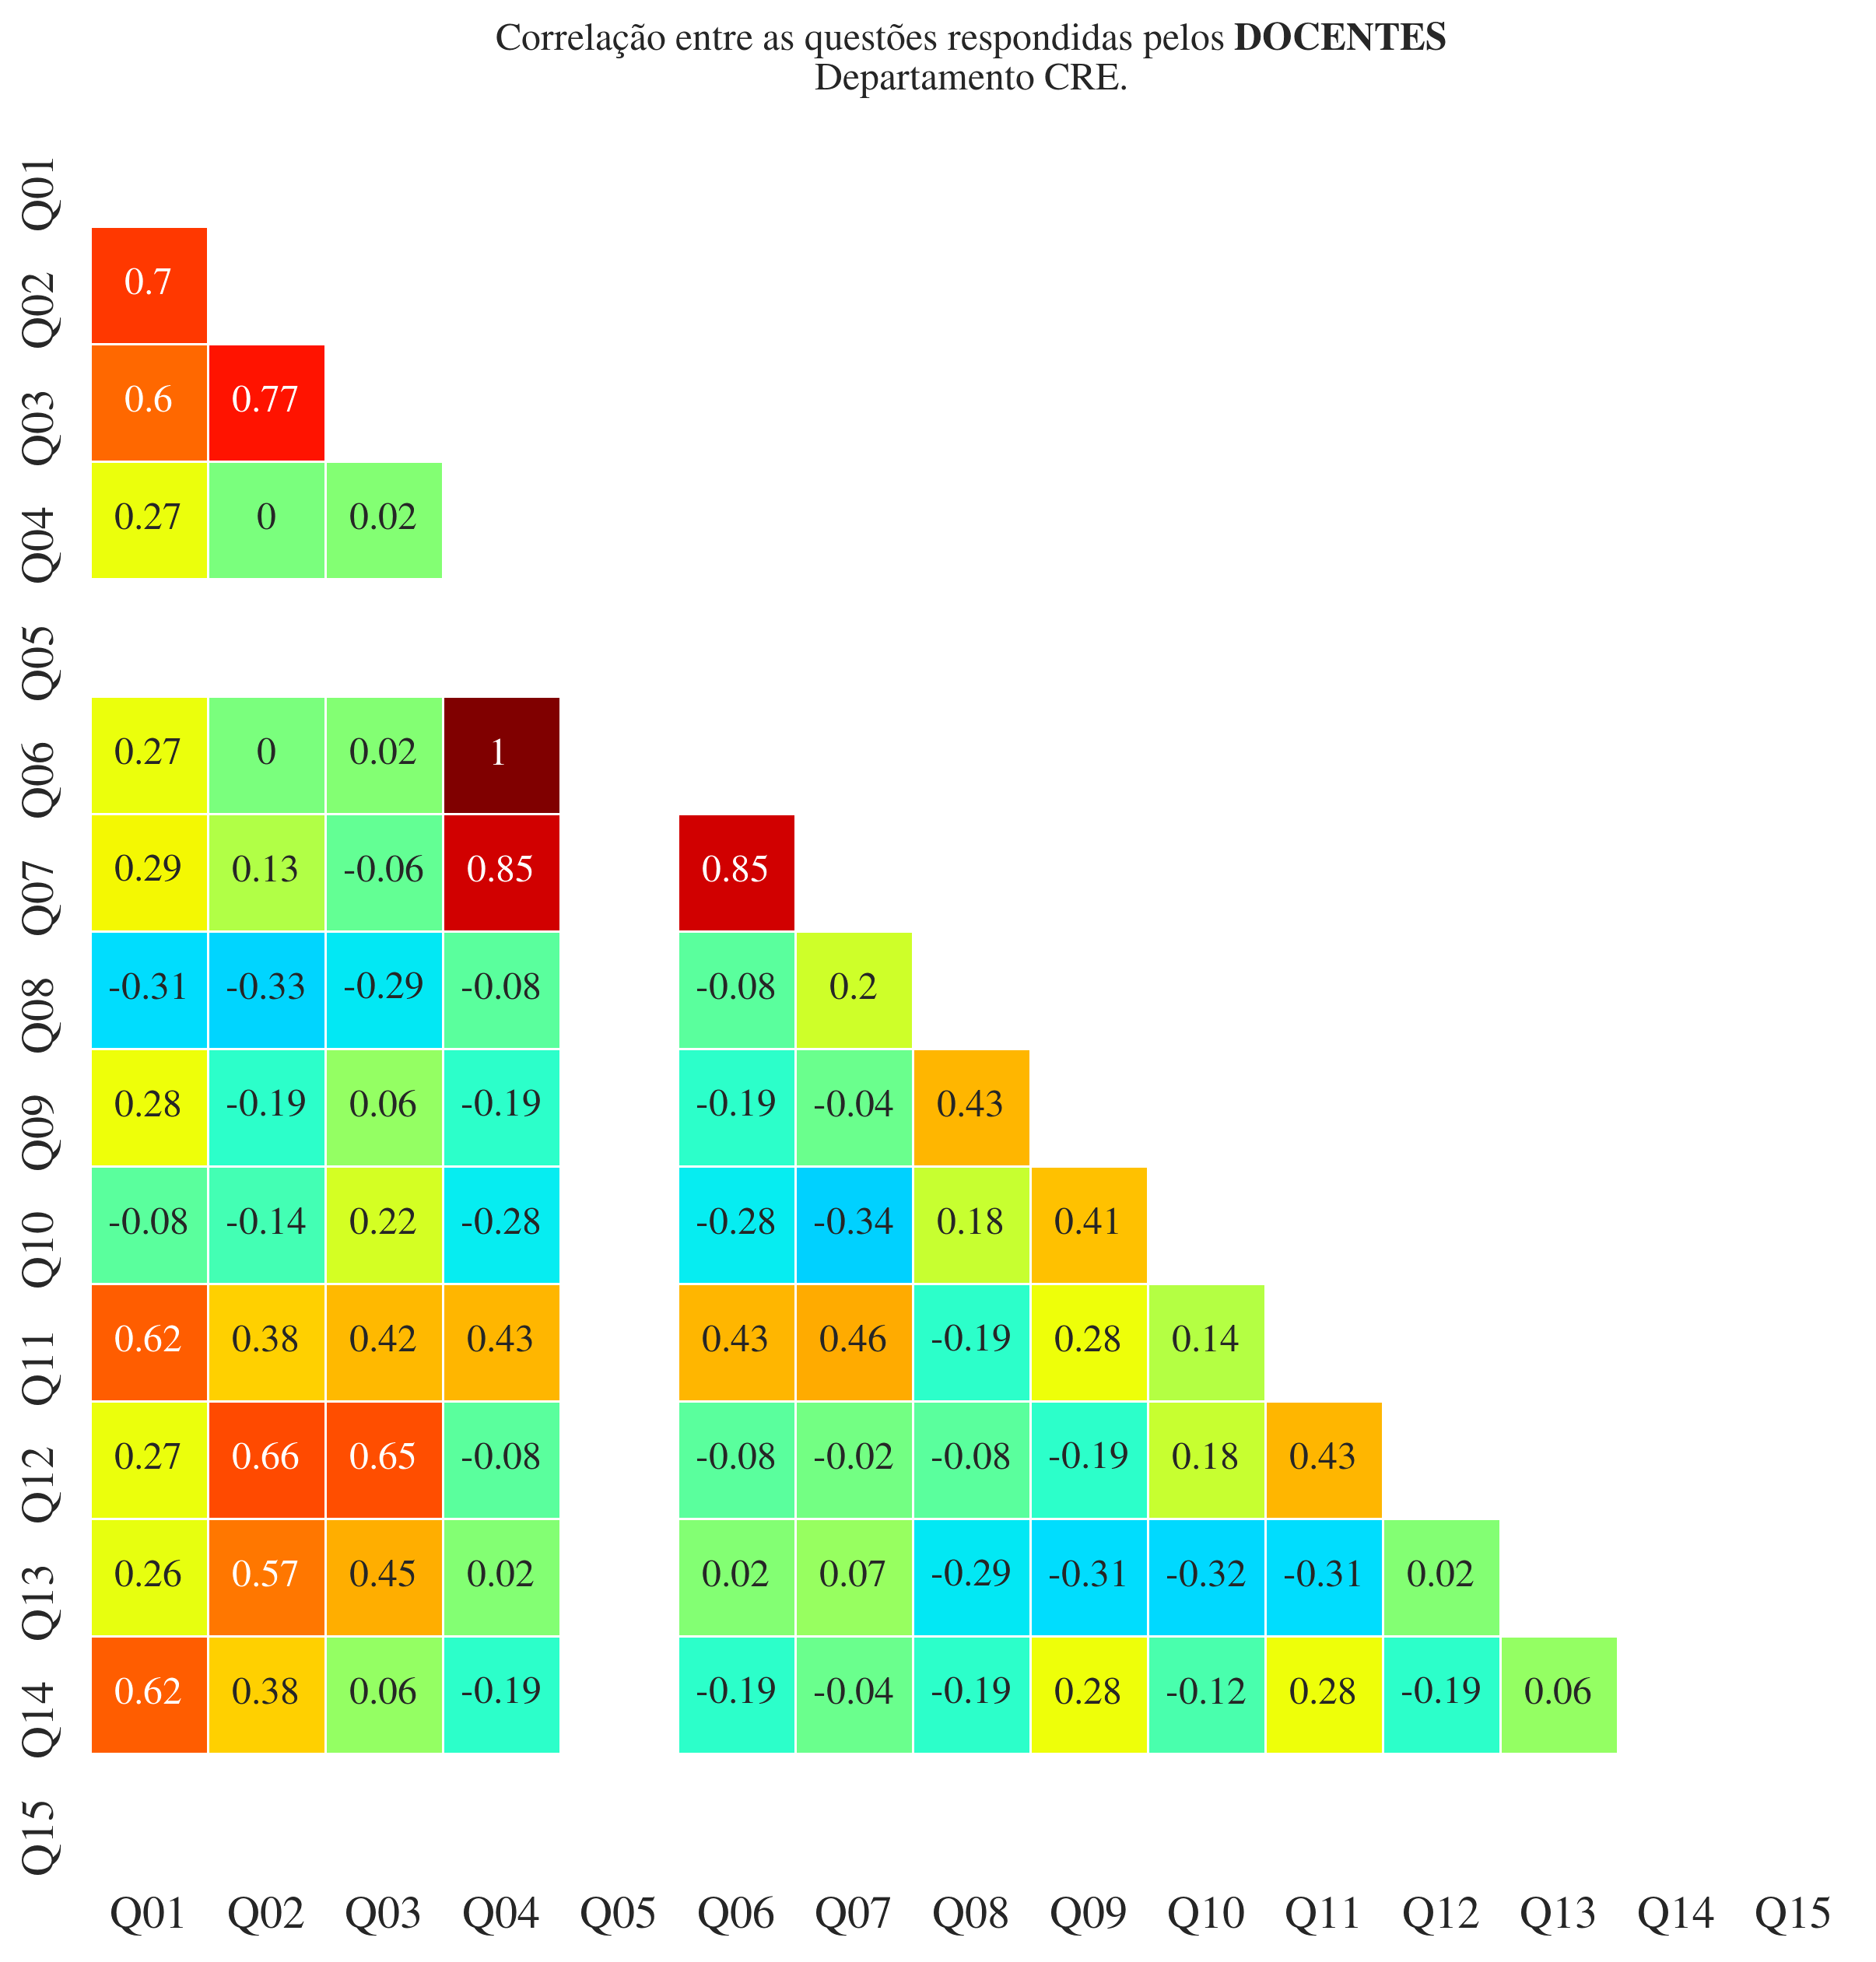 Correlação entre as questões respondidas pelos DOCENTES
Departamento CRE.
Q01
Q02 0.7
Q03 0.6 0.77
Q04 0.27 0 0.02
Q05
Q06 0.27 0 0.02 1
Q07 0.29 0.13 -0.06 0.85 0.85
Q08 -0.31 -0.33 -0.29 -0.08 -0.08 0.2
Q09 0.28 -0.19 0.06 -0.19 -0.19 -0.04 0.43
Q10 -0.08 -0.14 0.22 -0.28 -0.28 -0.34 0.18 0.41
Q11 0.62 0.38 0.42 0.43 0.43 0.46 -0.19 0.28 0.14
Q12 0.27 0.66 0.65 -0.08 -0.08 -0.02 -0.08 -0.19 0.18 0.43
Q13 0.26 0.57 0.45 0.02 0.02 0.07 -0.29 -0.31 -0.32 -0.31 0.02
Q14 0.62 0.38 0.06 -0.19 -0.19 -0.04 -0.19 0.28 -0.12 0.28 -0.19 0.06
Q15
Q01 Q02 Q03 Q04 Q05 Q06 Q07 Q08 Q09 Q10 Q11 Q12 Q13 Q14 Q15